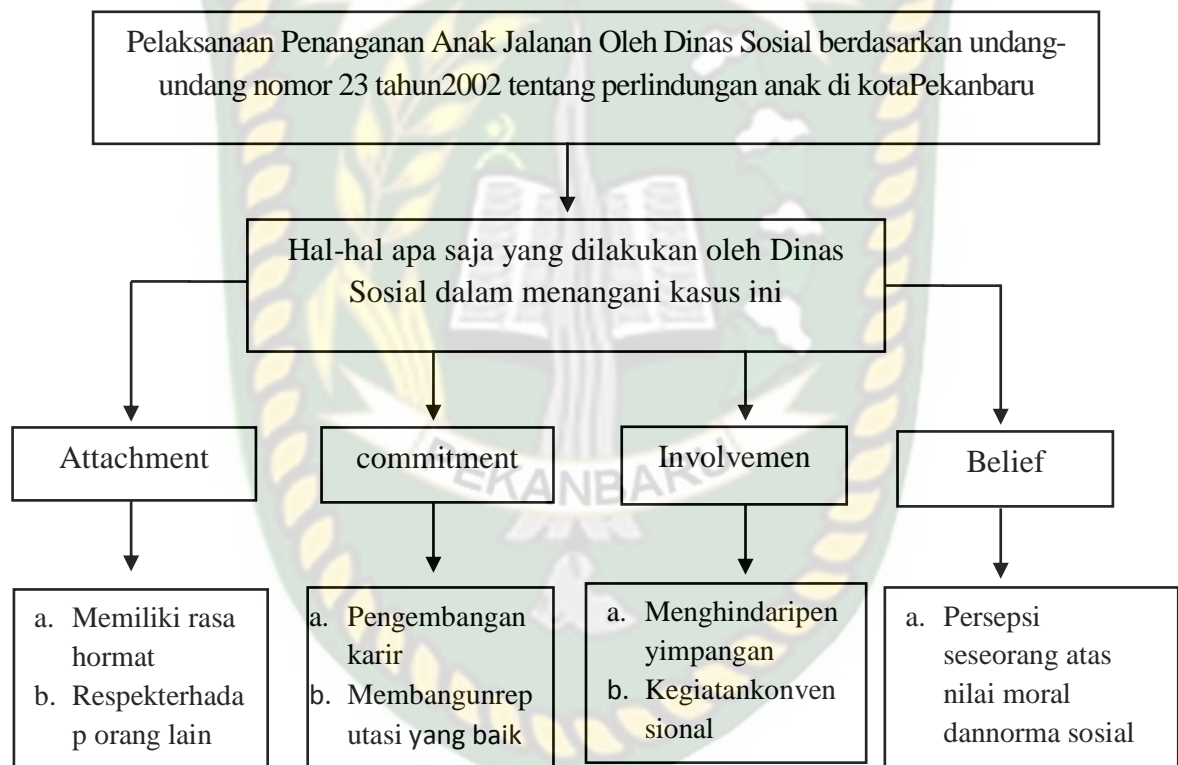 Pelaksanaan Penanganan Anak Jalanan Oleh Dinas Sosial berdasarkan undang-
undang nomor 23 tahun2002 tentang perlindungan anak di kotaPekanbaru
Hal-hal apa saja yang dilakukan oleh Dinas
Sosial dalam menangani kasus ini
Attachment
commitment
Involvemen
Belief
PEKANBARU
a. Memiliki rasa
hormat
b. Respekterhada
p orang lain
a. Pengembangan
karir
b. Membangunrep
utasi yang baik
a. Menghindaripen
yimpangan
b. Kegiatankonven
sional
a. Persepsi
seseorang atas
nilai moral
dannorma sosial